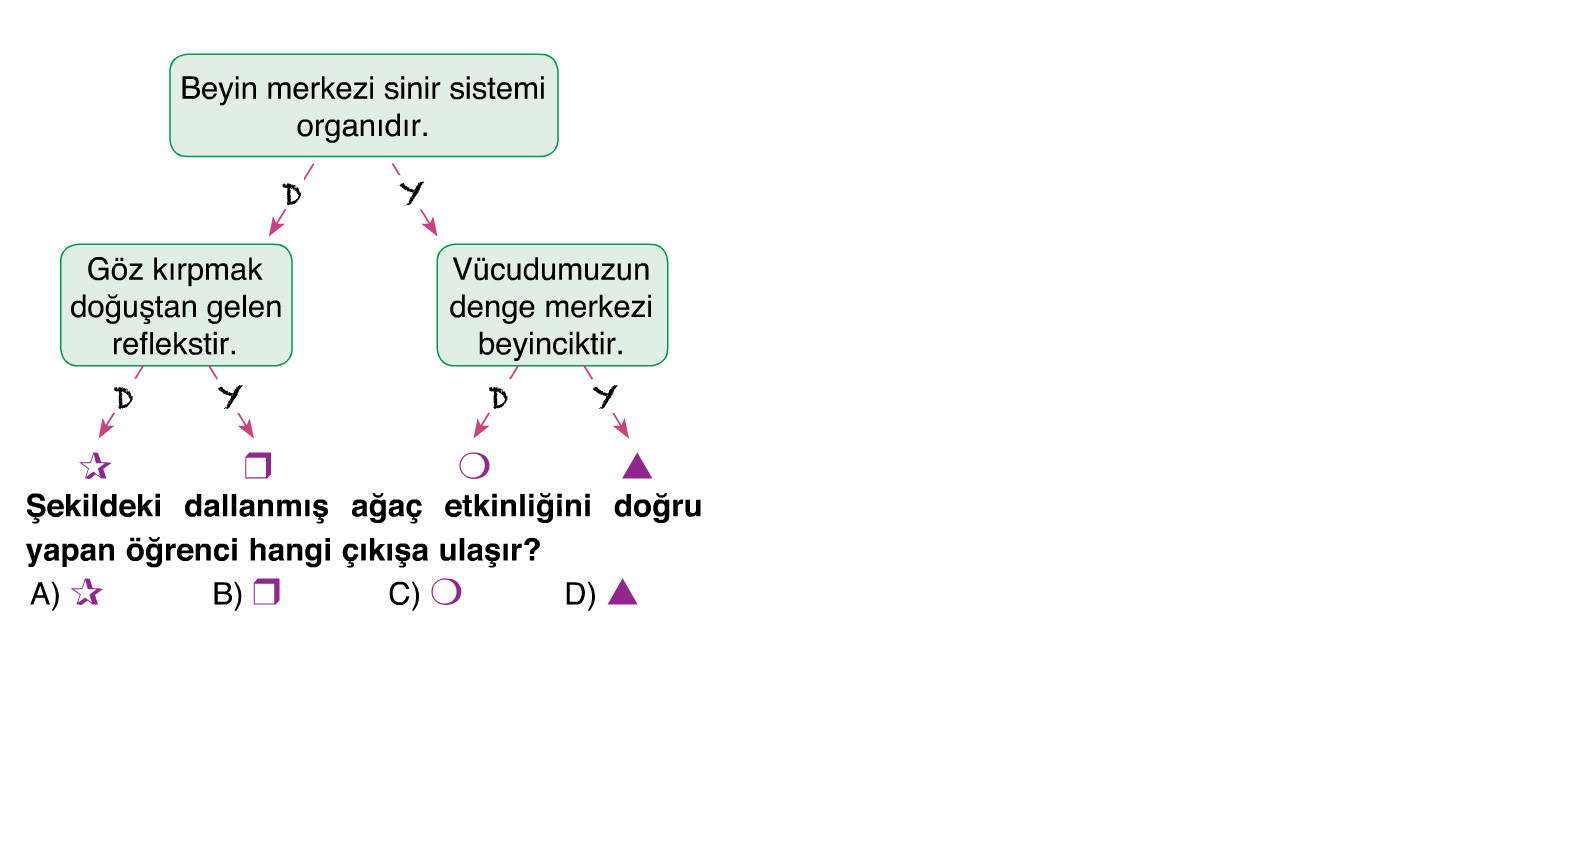 Beyin merkezi sinir sistemi
organıdır.
D Y
Göz kırpmak
doğuştan gelen
reflekstir.
Vücudumuzun
denge merkezi
beyinciktir.
D Y D Y
Şekildeki dallanmış ağaç etkinliğini doğru
yapan öğrenci hangi çıkışa ulaşır?
A) B) C) D)